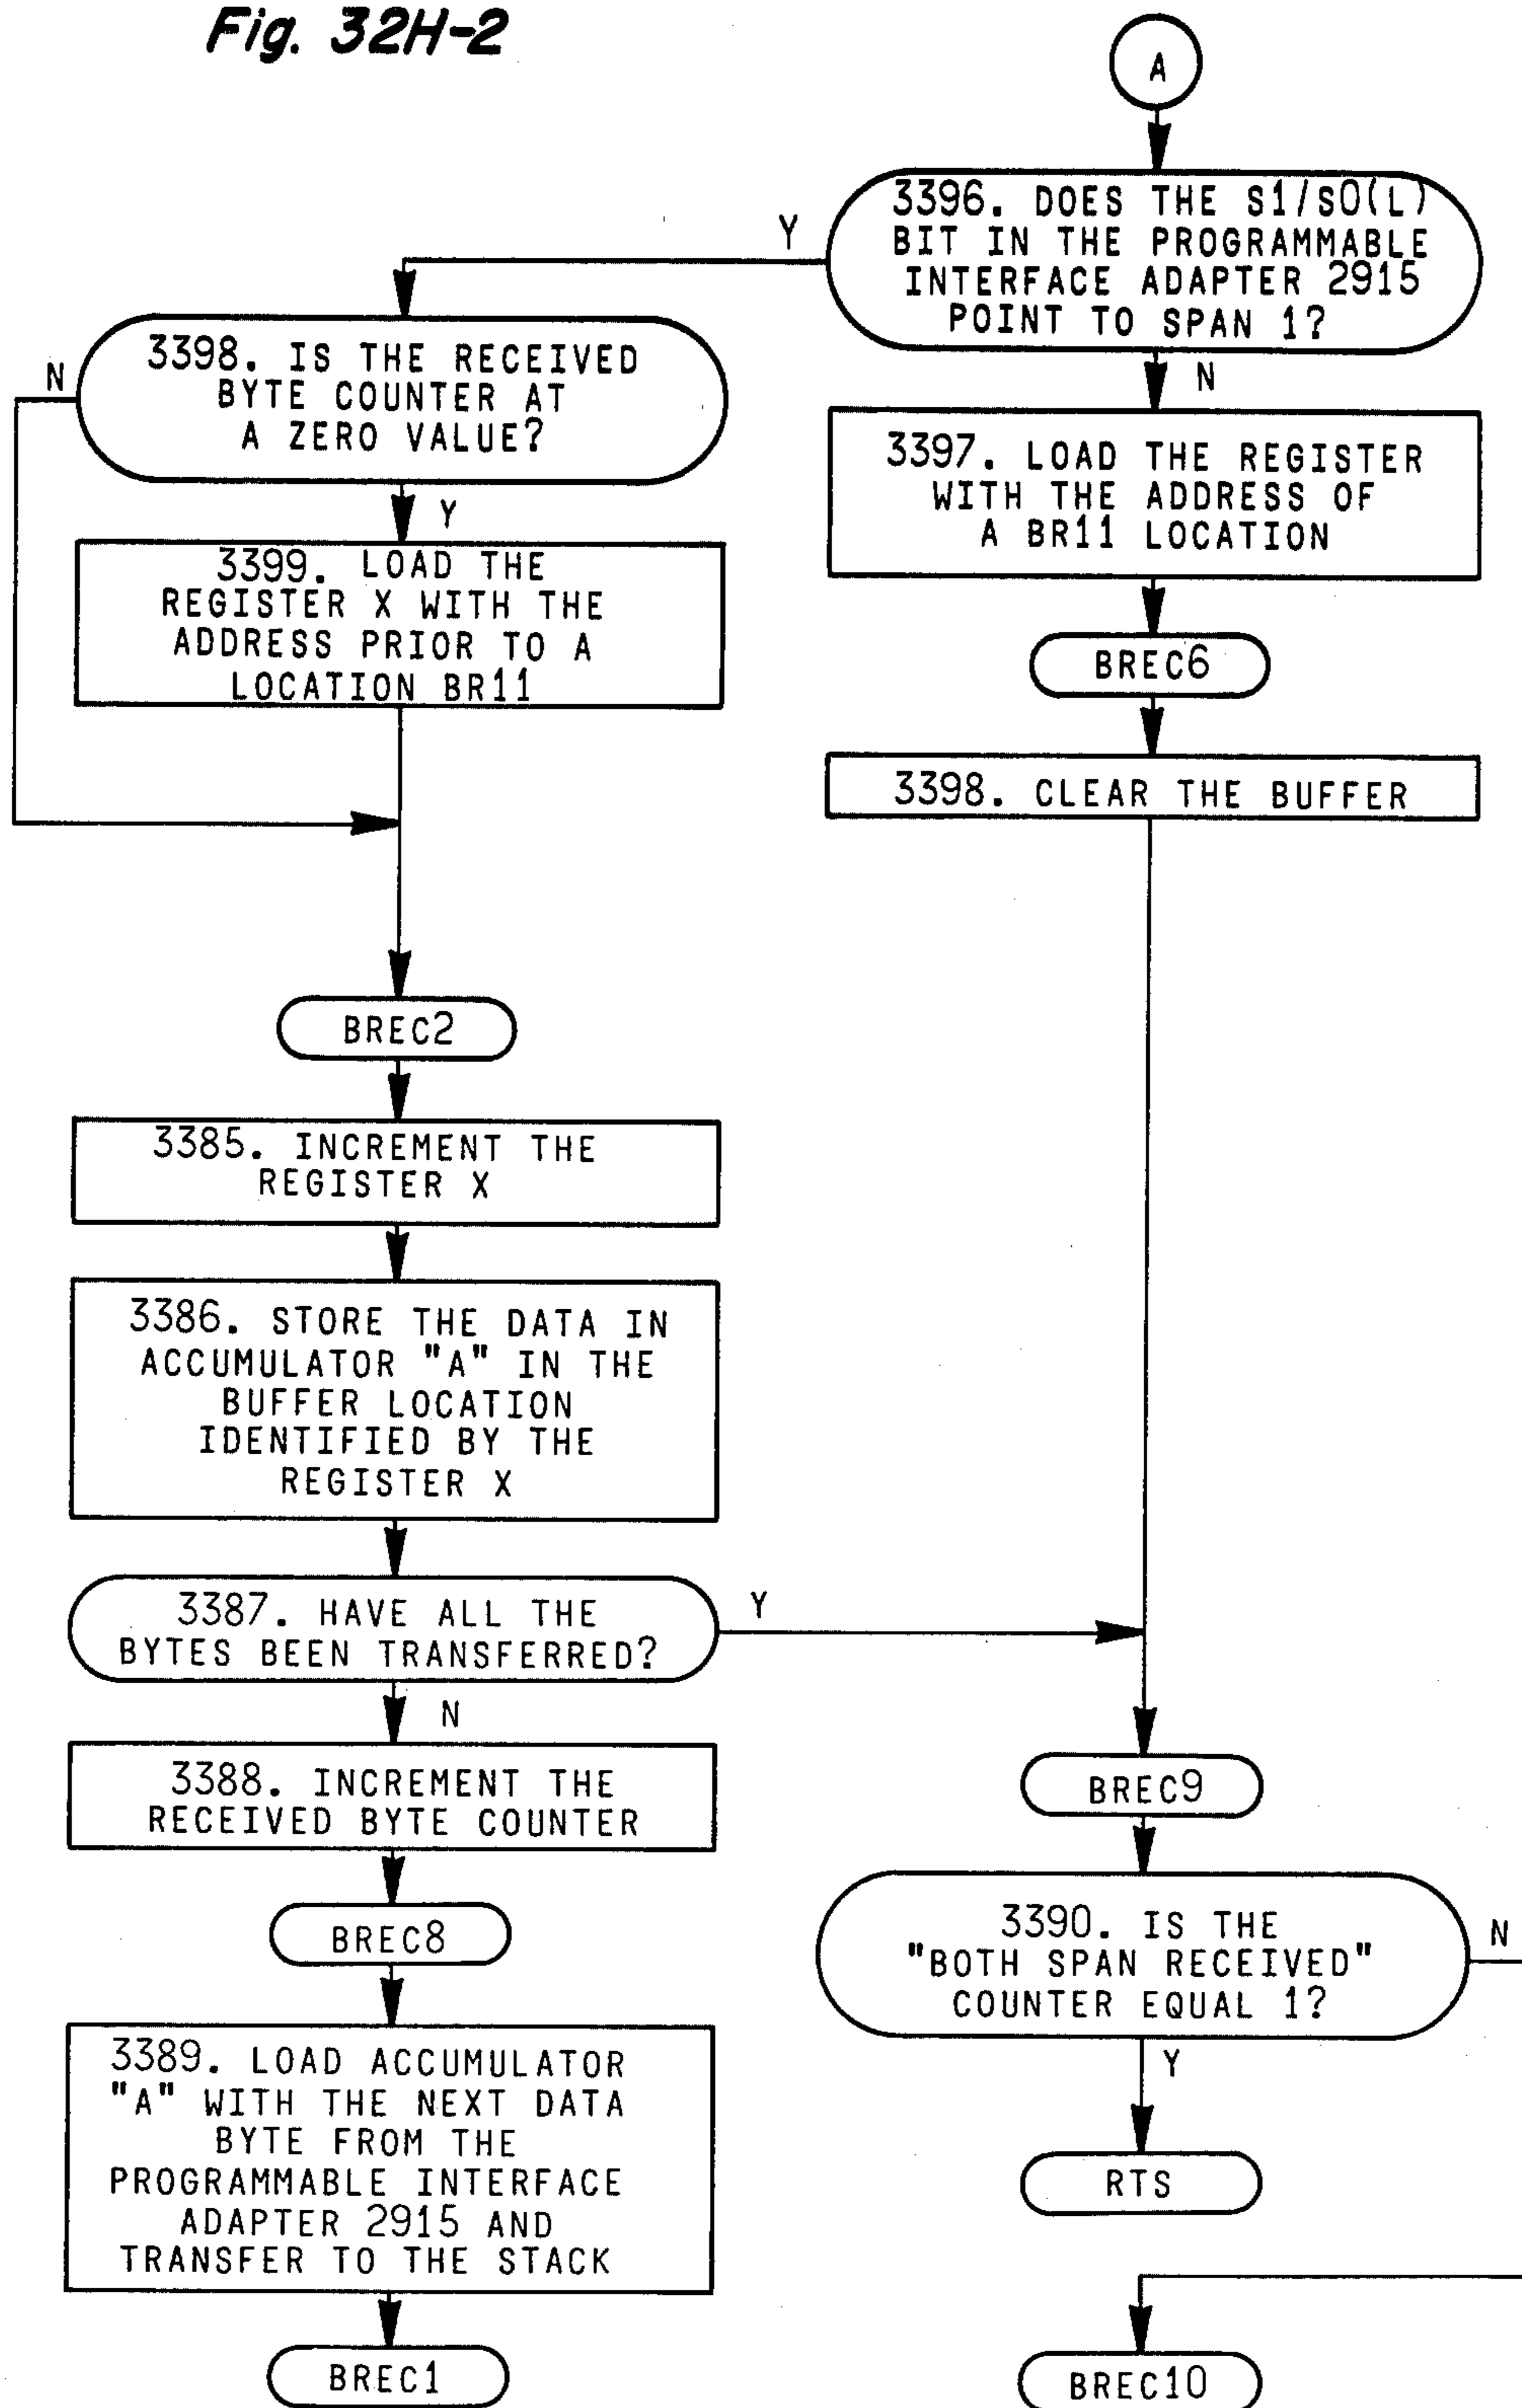 Fig. 32H-2
A
3396. DOES THE S1/S0(L)
BIT IN THE PROGRAMMABLE
INTERFACE ADAPTER 2915
POINT TO SPAN 1?
Y
N
3398. IS THE RECEIVED
BYTE COUNTER AT
A ZERO VALUE?
N
Y
3397. LOAD THE REGISTER
WITH THE ADDRESS OF
A BR11 LOCATION
3399. LOAD THE
REGISTER X WITH THE
ADDRESS PRIOR TO A
LOCATION BR11
BREC6
3398. CLEAR THE BUFFER
BREC2
3385. INCREMENT THE
REGISTER X
3386. STORE THE DATA IN
ACCUMULATOR "A" IN THE
BUFFER LOCATION
IDENTIFIED BY THE
REGISTER X
3387. HAVE ALL THE
BYTES BEEN TRANSFERRED?
Y
N
3388. INCREMENT THE
RECEIVED BYTE COUNTER
BREC8
3389. LOAD ACCUMULATOR
"A" WITH THE NEXT DATA
BYTE FROM THE
PROGRAMMABLE INTERFACE
ADAPTER 2915 AND
TRANSFER TO THE STACK
BREC1
BREC9
3390. IS THE
"BOTH SPAN RECEIVED"
COUNTER EQUAL 1?
N
Y
RTS
BREC10